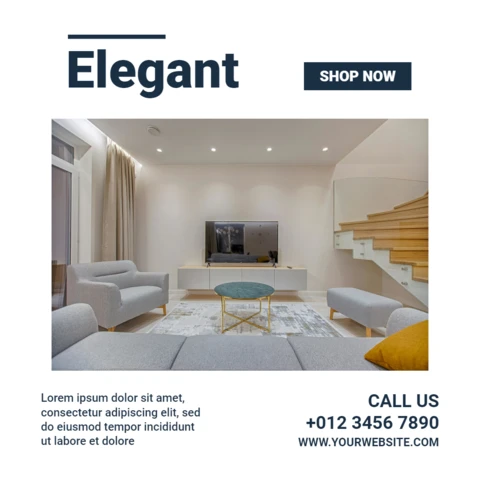 Elegant
SHOP NOW
Lorem ipsum dolor sit amet,
consectetur adipiscing elit, sed
do eiusmod tempor incididunt
ut labore et dolore
CALL US
+012 3456 7890
WWW.YOURWEBSITE.COM